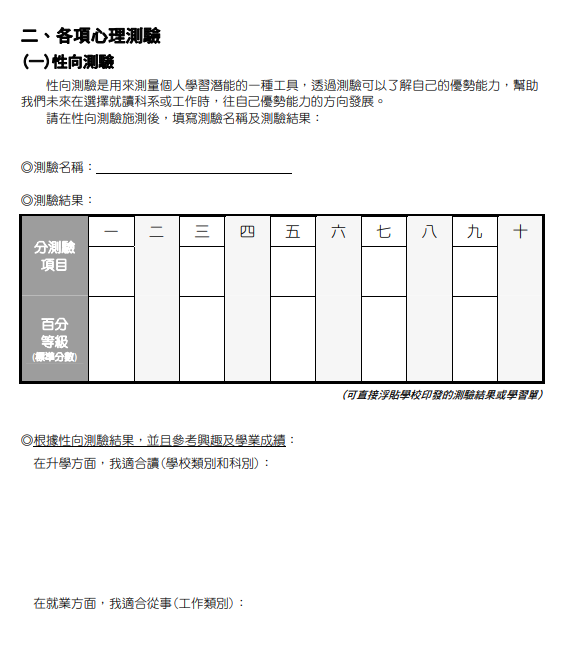 二、各項心理測驗
(一)性向測驗
性向測驗是用來測量個人學習潛能的一種工具，透過測驗可以了解自己的優勢能力，幫助
我們未來在選擇就讀科系或工作時，往自己優勢能力的方向發展。
請在性向測驗施測後，填寫測驗名稱及測驗結果：
◎測驗名稱：
◎測驗結果：
分測驗
項目
一 二 三 四 五 六 七 八 九 十
百分
等級
(標準分數)
(可直接浮貼學校印發的測驗結果或學習單)
◎根據性向測驗結果，並且參考興趣及學業成績：
在升學方面，我適合讀(學校類別和科別)：
在就業方面，我適合從事(工作類別)：